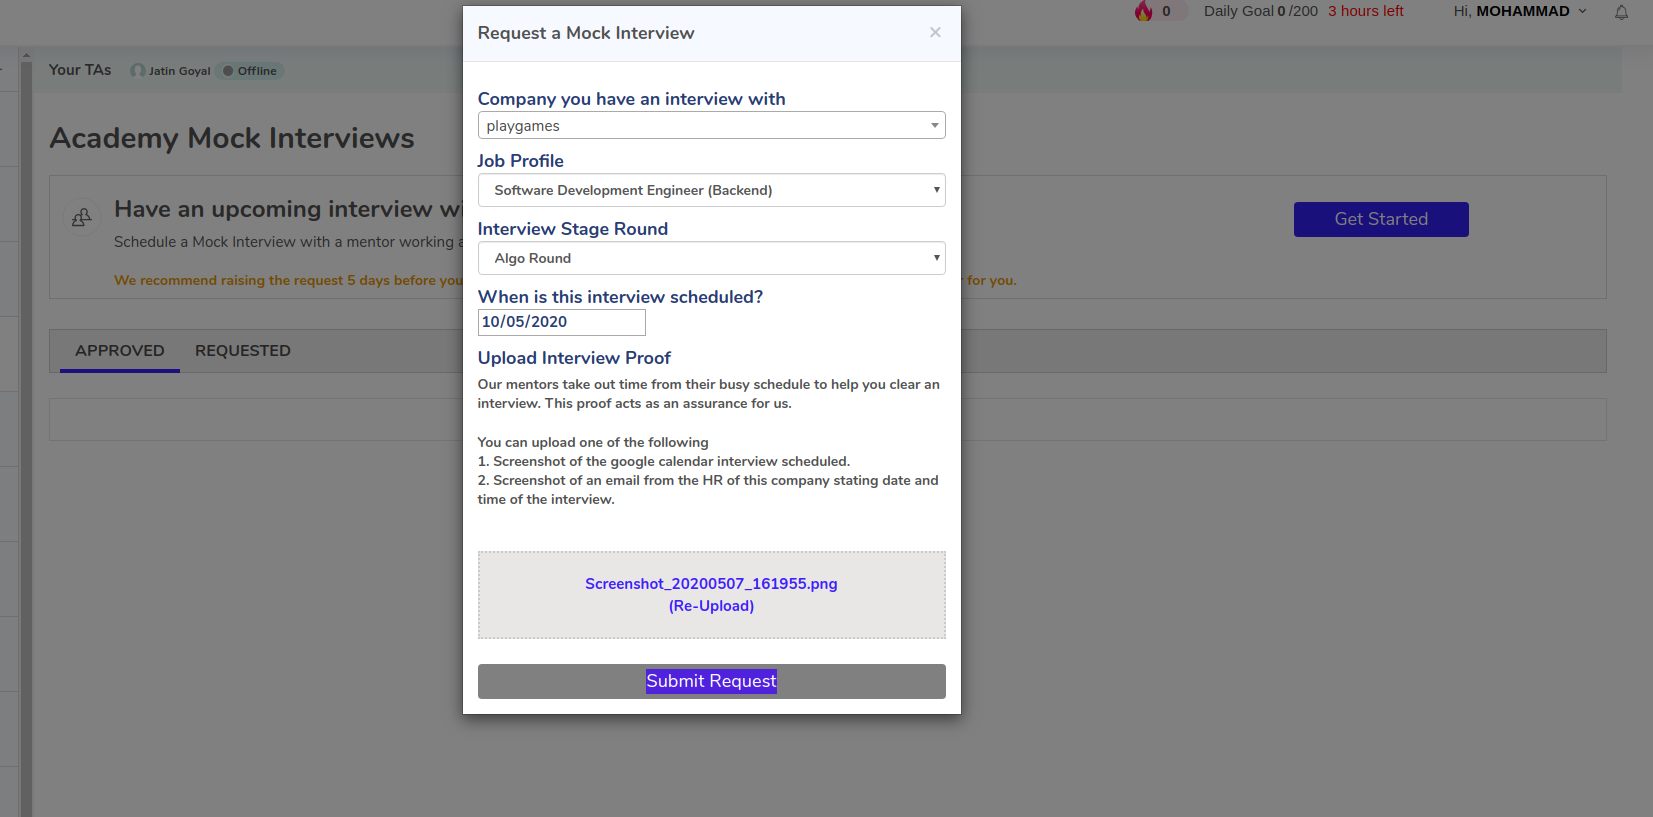 0 Daily Goal 0 /200 3 hours left Hi, MOHAMMAD
Your TAs Jatin Goyal Offline
Academy Mock Interviews
Have an upcoming interview
Schedule a Mock Interview with a mentor working
We recommend raising the request 5 days before you
for you.
Get Started
APPROVED REQUESTED
Request a Mock Interview ×
Company you have an interview with
playgames
Job Profile
Software Development Engineer (Backend)
Interview Stage Round
Algo Round
When is this interview scheduled?
10/05/2020
Upload Interview Proof
Our mentors take out time from their busy schedule to help you clear an
interview. This proof acts as an assurance for us.
You can upload one of the following
1. Screenshot of the google calendar interview scheduled.
2. Screenshot of an email from the HR of this company stating date and
time of the interview.
Screenshot_20200507_161955.png
(Re-Upload)
Submit Request